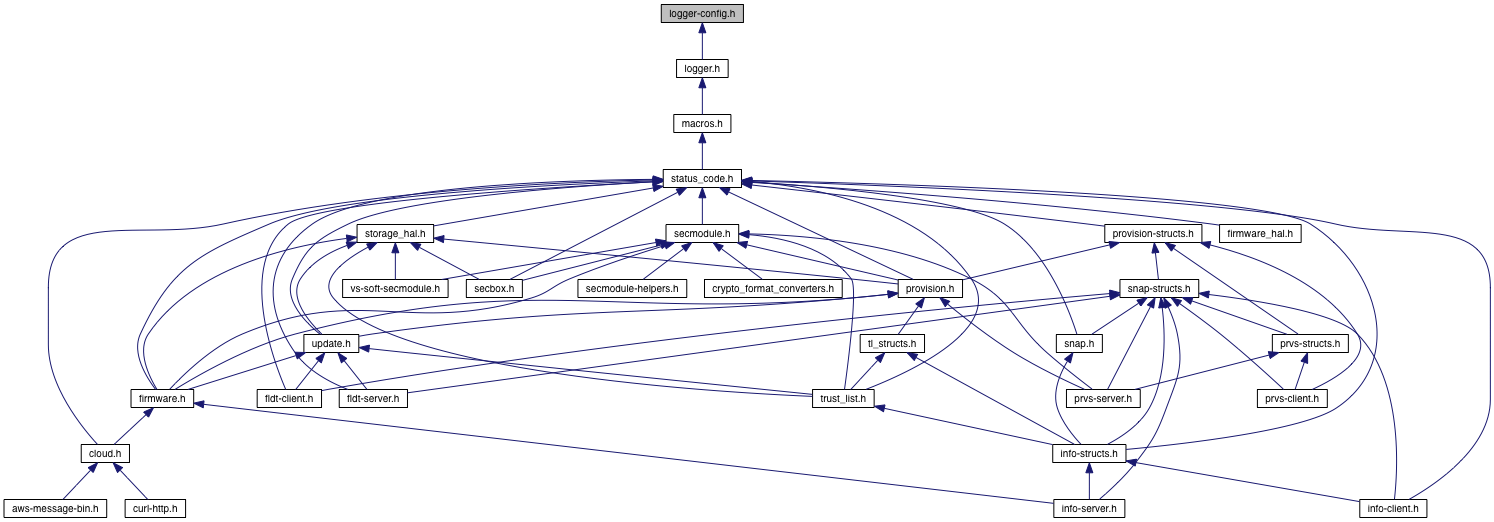 logger-config.h
logger.h
macros.h
status_code.h
storage_hal.h
secmodule.h
provision-structs.h
firmware_hal.h
vs-soft-secmodule.h
secbox.h
secmodule-helpers.h
crypto_format_converters.h
provision.h
snap-structs.h
update.h
tl_structs.h
snap.h
prvs-structs.h
firmware.h
fldt-client.h
fldt-server.h
trust_list.h
prvs-server.h
prvs-client.h
cloud.h
info-structs.h
aws-message-bin.h
curl-http.h
info-server.h
info-client.h